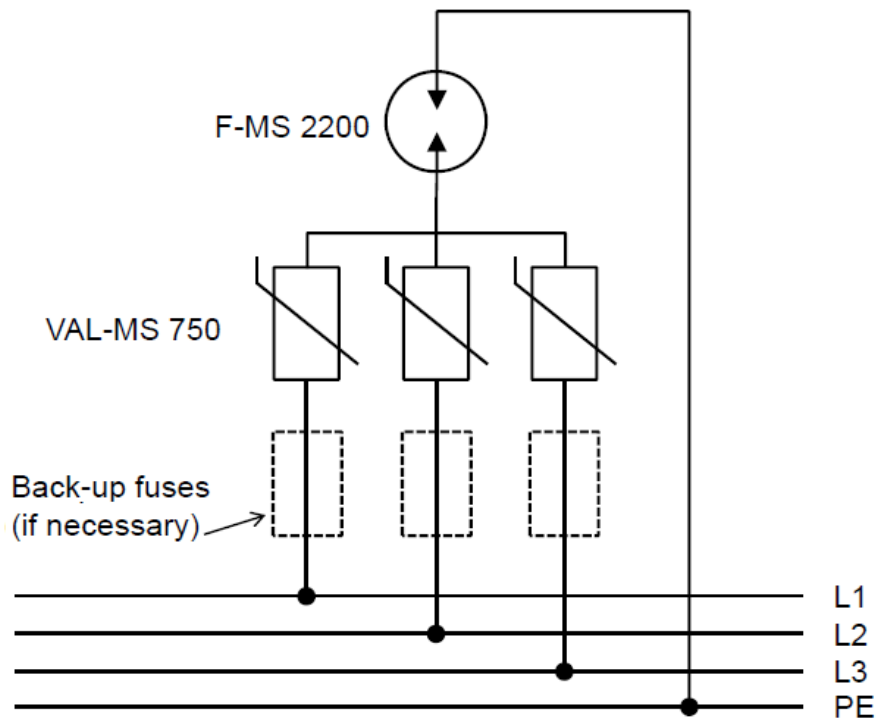 F-MS 2200
VAL-MS 750
Back-up fuses
(if necessary)
L1
L2
L3
PE